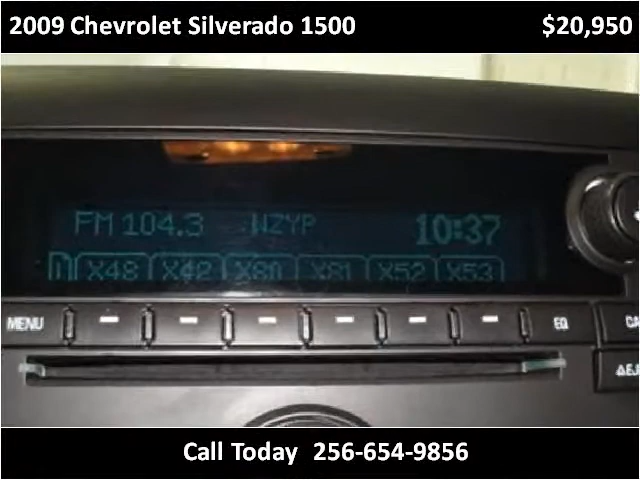 2009 Chevrolet Silverado 1500 $20,950
FM 104.3 WZYP 10:37
1 X48 X42 X80 X81 X52 X53
MENU EQ
Call Today 256-654-9856